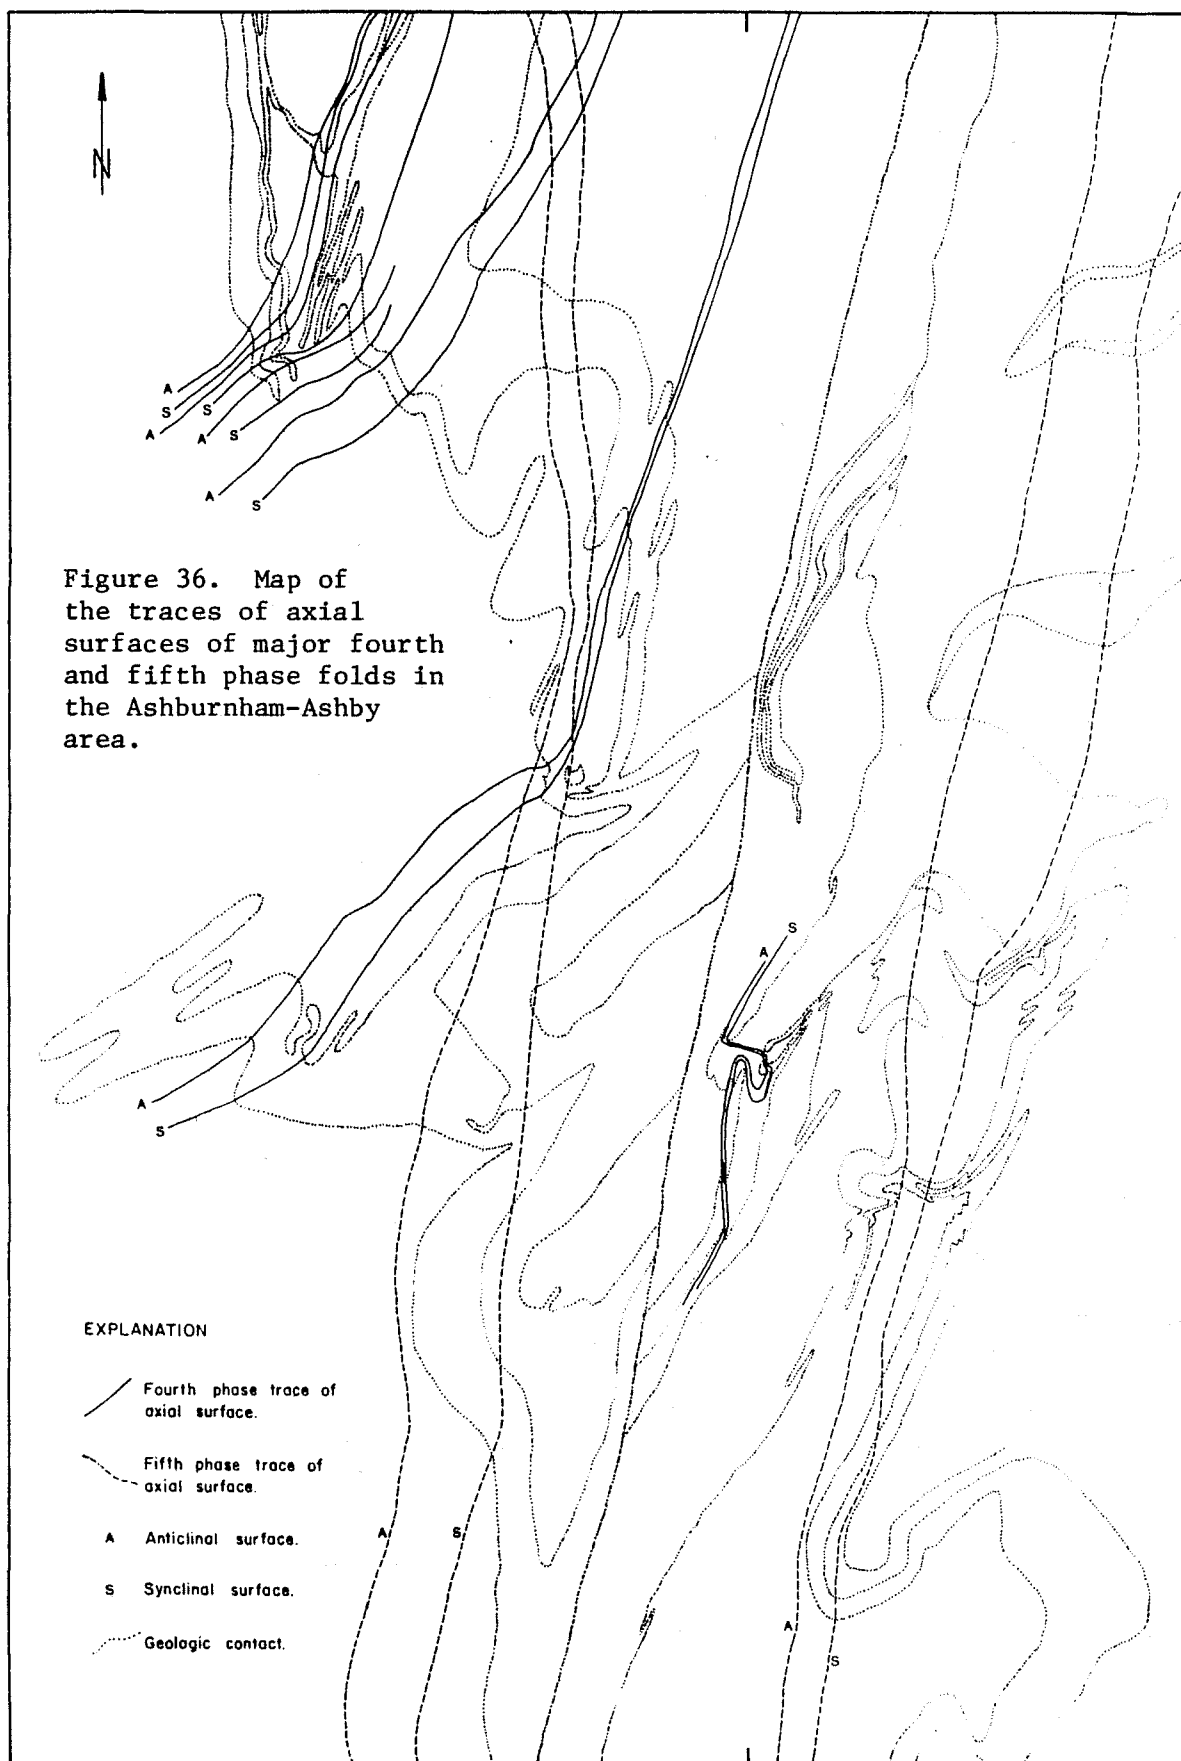 N
A
S
A
S
A
S
A
S
Figure 36. Map of
the traces of axial
surfaces of major fourth
and fifth phase folds in
the Ashburnham-Ashby
area.
S
A
A
S
EXPLANATION
Fourth phase trace of
axial surface.
Fifth phase trace of
axial surface.
A Anticlinal surface.
S Synclinal surface.
Geologic contact.
A
S
A
S